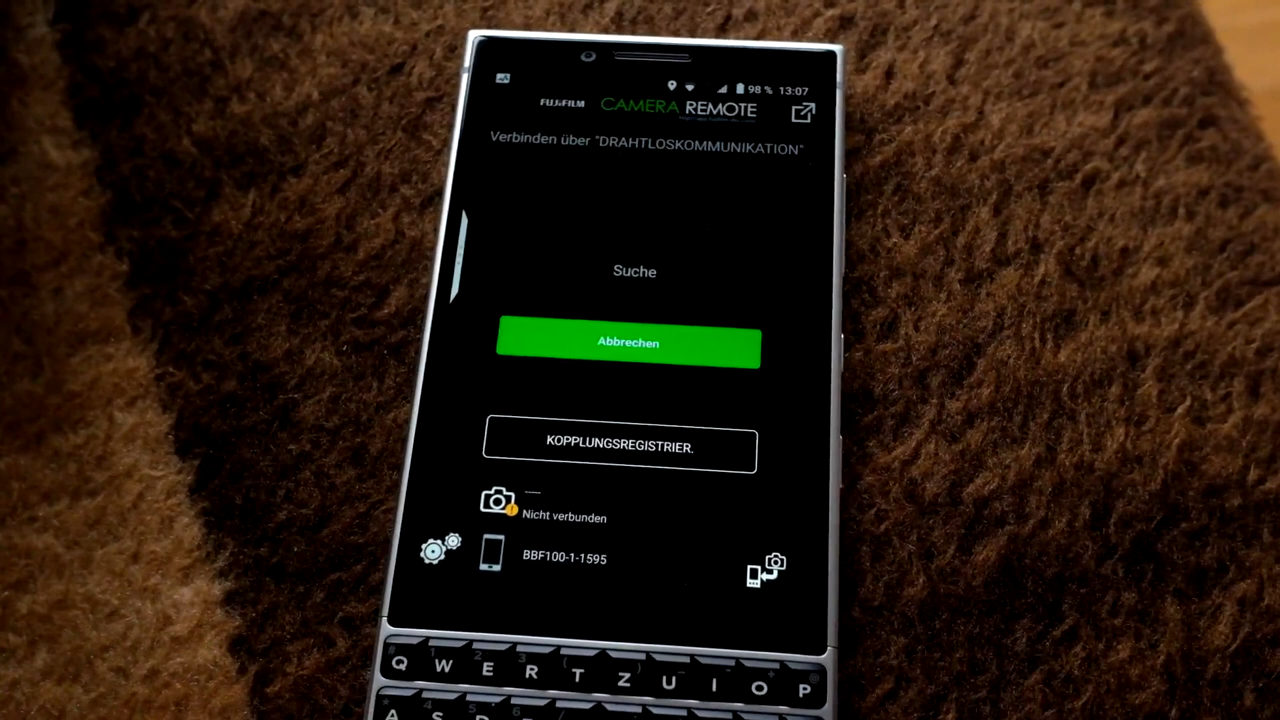 98 % 13:07
FUJIFILM CAMERA REMOTE
Verbinden über "DRAHTLOSKOMMUNIKATION"
Suche
Abbrechen
KOPPLUNGSREGISTRIER.
Nicht verbunden
BBF100-1-1595
Q W E R T Z U I O P
A S